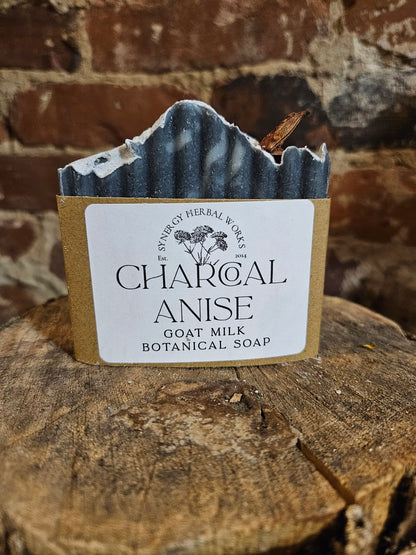 SYNERGY HERBAL WORKS
Est. 2014
CHARCOAL
ANISE
GOAT MILK
BOTANICAL SOAP